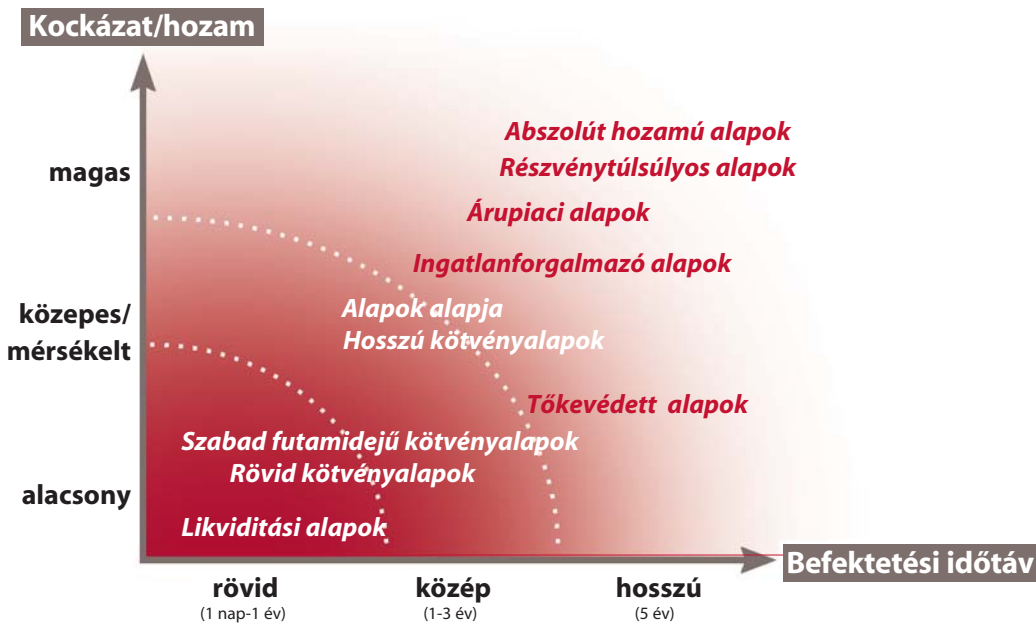 Kockázat/hozam
Abszolút hozamú alapok
magas
Részvénytúlsúlyos alapok
Árupiaci alapok
Ingatlanforgalmazó alapok
közepes/
mérsékelt
Alapok alapja
Hosszú kötvényalapok
Tőkevédett alapok
Szabad futamidejű kötvényalapok
Rövid kötvényalapok
alacsony
Likviditási alapok
Befektetési időtáv
rövid
(1 nap-1 év)
közép
(1-3 év)
hosszú
(5 év)